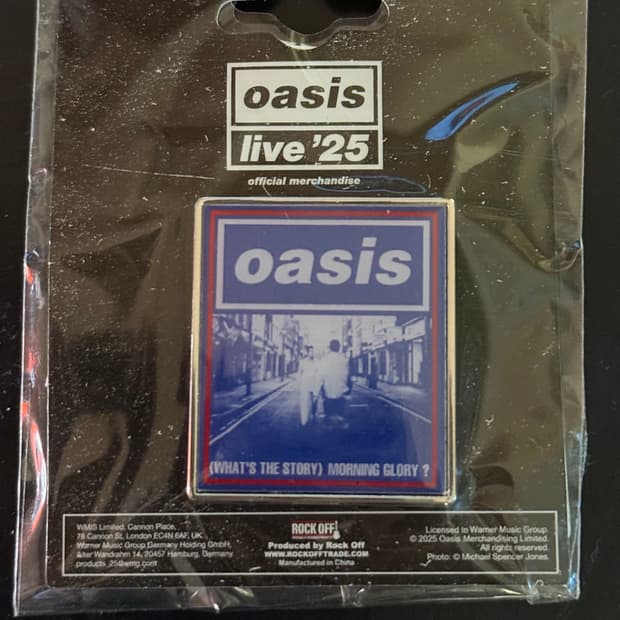 oasis
live '25
official merchandise
oasis
(WHAT'S THE STORY) MORNING GLORY ?
WMIS Limited, Cannon Place,
78 Cannon St, London EC4N 6AF, UK.
Warner Music Group Germany Holding GmbH,
Alter Wandrahm 14, 20457 Hamburg, Germany
products_25@wmg.com
ROCK OFF!
Produced by Rock Off
WWW.ROCKOFFTRADE.COM
Manufactured in China
Licensed to Warner Music Group.
© 2025 Oasis Merchandising Limited.
All rights reserved.
Photo: © Michael Spencer Jones.